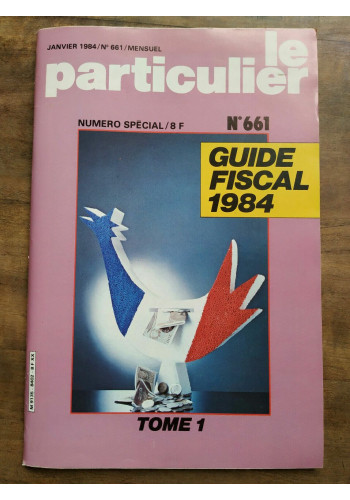 JANVIER 1984/N° 661/MENSUEL
le
particulier
NUMERO SPÉCIAL/8 F
N°661
GUIDE
FISCAL
1984
TOME 1